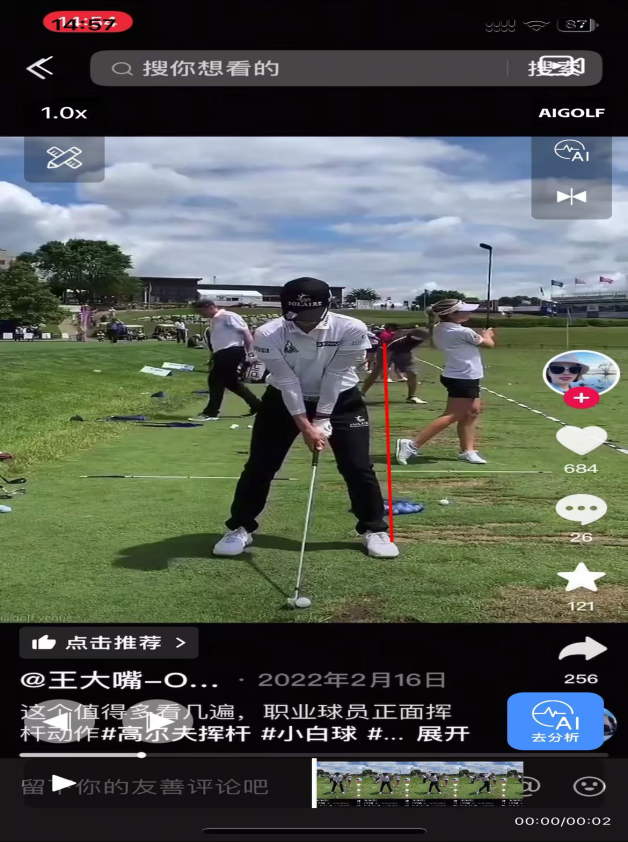 14:57
87
搜你想看的
1.0x
AIGOLF
AI
SOLAIRE
684
26
121
点击推荐 >
256
@王大嘴-O... · 2022年2月16日
这个值得多看几遍，职业球员正面挥
杆动作#高尔夫挥杆 #小白球 #... 展开
AI
去分析
留下你的友善评论吧
@
00:00/00:02